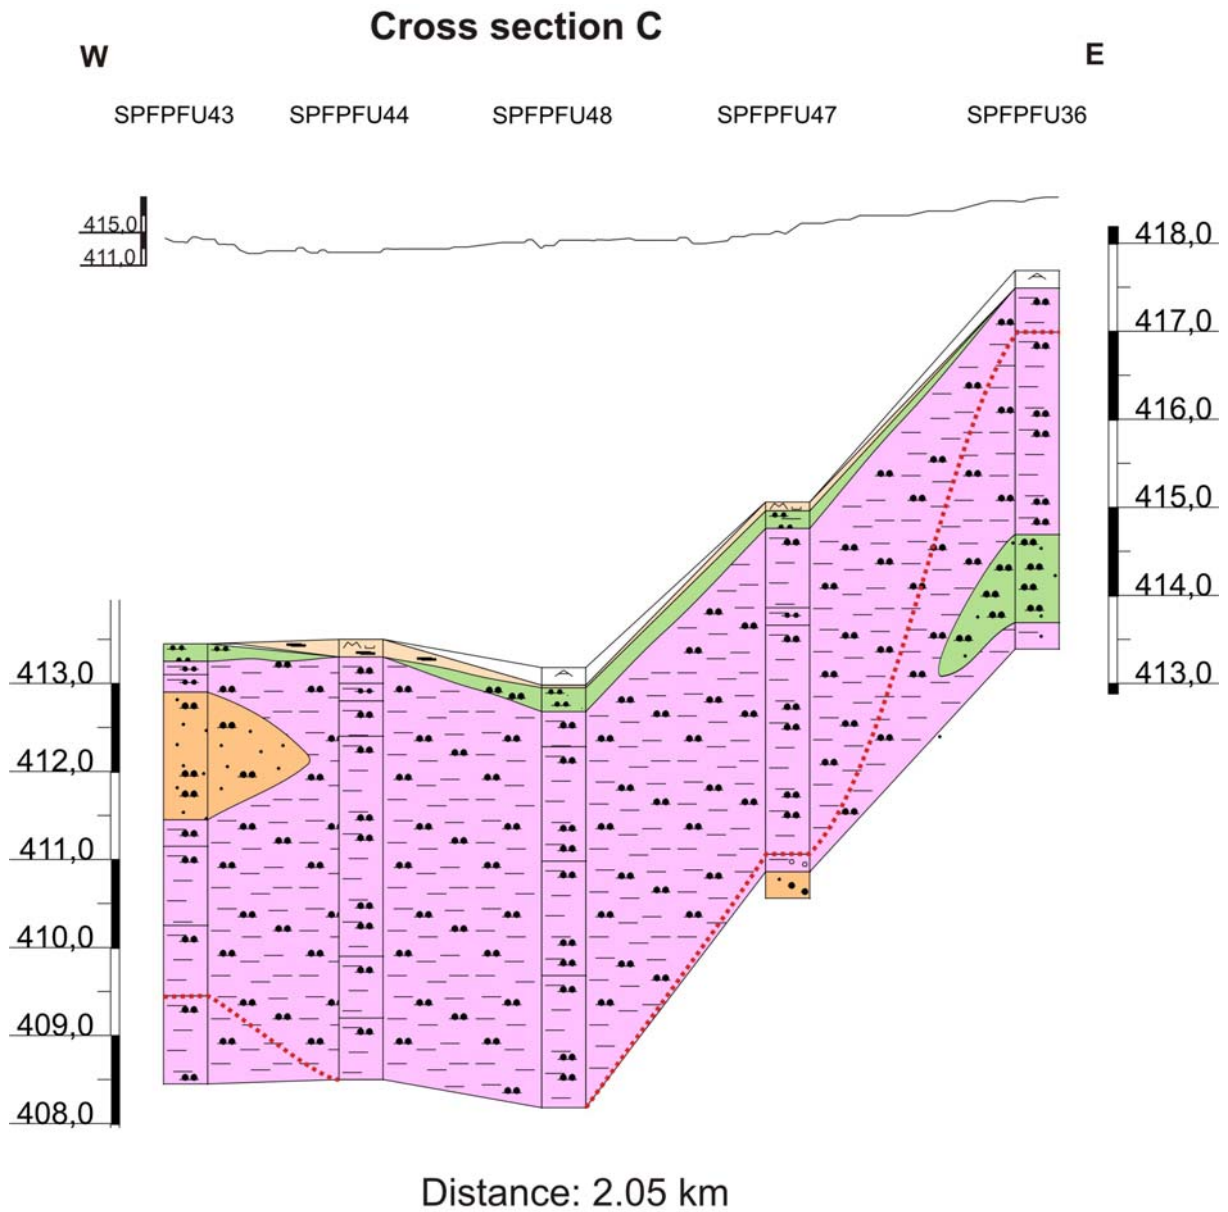 Cross section C
W
E
SPFPFU43 SPFPFU44 SPFPFU48 SPFPFU47 SPFPFU36
415,0
411,0
418,0
417,0
416,0
415,0
414,0
413,0
413,0
412,0
411,0
410,0
409,0
408,0
Distance: 2.05 km